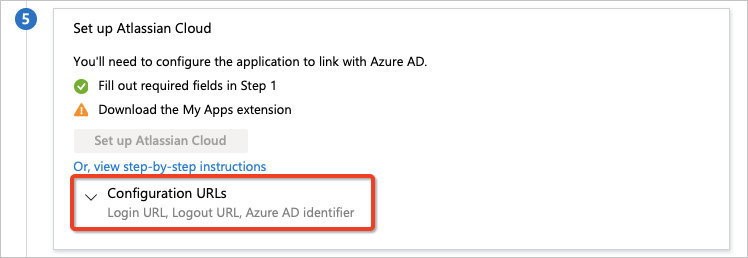 5
Set up Atlassian Cloud
You'll need to configure the application to link with Azure AD.
Fill out required fields in Step 1
Download the My Apps extension
Set up Atlassian Cloud
Or, view step-by-step instructions
Configuration URLs
Login URL, Logout URL, Azure AD identifier